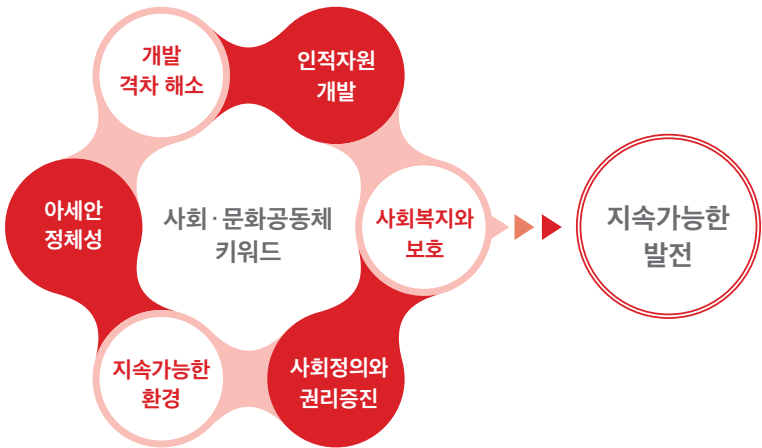 개발
격차 해소
인적자원
개발
아세안
정체성
사회·문화공동체
키워드
사회복지와
보호
지속가능한
발전
지속가능한
환경
사회정의와
권리증진